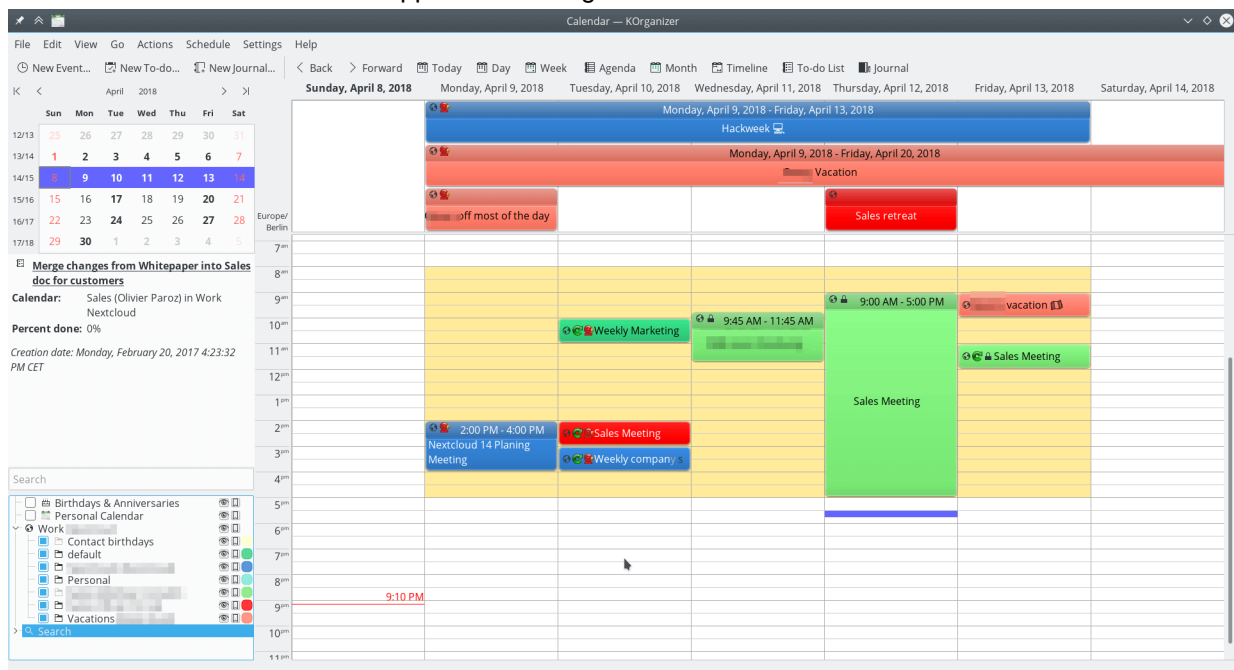 Calendar — KOrganizer
File Edit View Go Actions Schedule Settings Help
New Event... New To-do... New Journal... Back Forward Today Day Week Agenda Month Timeline To-do List Journal
April 2018
Sun Mon Tue Wed Thu Fri Sat
12/13 25 26 27 28 29 30 31
13/14 1 2 3 4 5 6 7
14/15 8 9 10 11 12 13 14
15/16 15 16 17 18 19 20 21
16/17 22 23 24 25 26 27 28
17/18 29 30 1 2 3 4 5
Merge changes from Whitepaper into Sales
doc for customers
Calendar: Sales (Olivier Paroz) in Work
Nextcloud
Percent done: 0%
Creation date: Monday, February 20, 2017 4:23:32
PM CET
Search
Birthdays & Anniversaries
Personal Calendar
Work
Contact birthdays
default
Personal
Vacations
Search
Sunday, April 8, 2018 Monday, April 9, 2018 Tuesday, April 10, 2018 Wednesday, April 11, 2018 Thursday, April 12, 2018 Friday, April 13, 2018 Saturday, April 14, 2018
Monday, April 9, 2018 - Friday, April 13, 2018
Hackweek
Monday, April 9, 2018 - Friday, April 20, 2018
Vacation
off most of the day
Sales retreat
Europe/
Berlin
7am
8am
9am
9:00 AM - 5:00 PM
vacation
10am
9:45 AM - 11:45 AM
Weekly Marketing
11am
Sales Meeting
12pm
1pm
Sales Meeting
2pm
2:00 PM - 4:00 PM
Nextcloud 14 Planing
Meeting
Sales Meeting
3pm
Weekly company s
4pm
5pm
6pm
7pm
8pm
9:10 PM
9pm
10pm
11pm